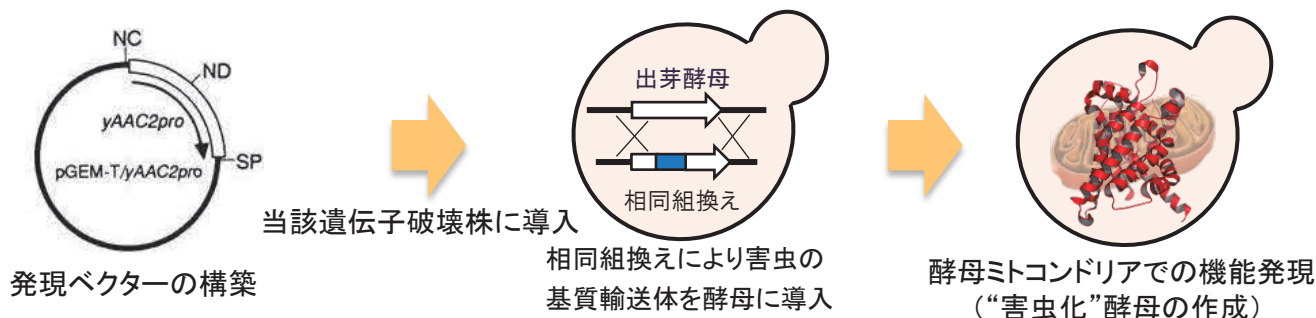 NC
ND
yAAC2pro
SP
pGEM-T/yAAC2pro
発現ベクターの構築
当該遺伝子破壊株に導入
出芽酵母
相同組換え
相同組換えにより害虫の
基質輸送体を酵母に導入
酵母ミトコンドリアでの機能発現
（“害虫化”酵母の作成）